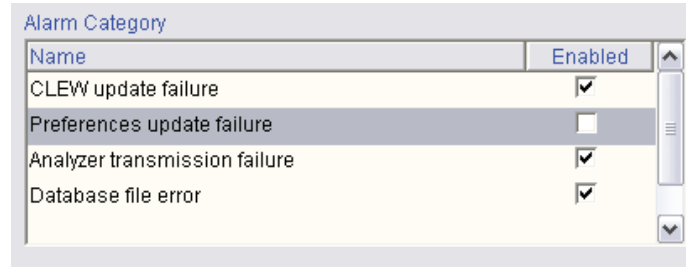 Alarm Category
Name Enabled
CLEW update failure
Preferences update failure
Analyzer transmission failure
Database file error